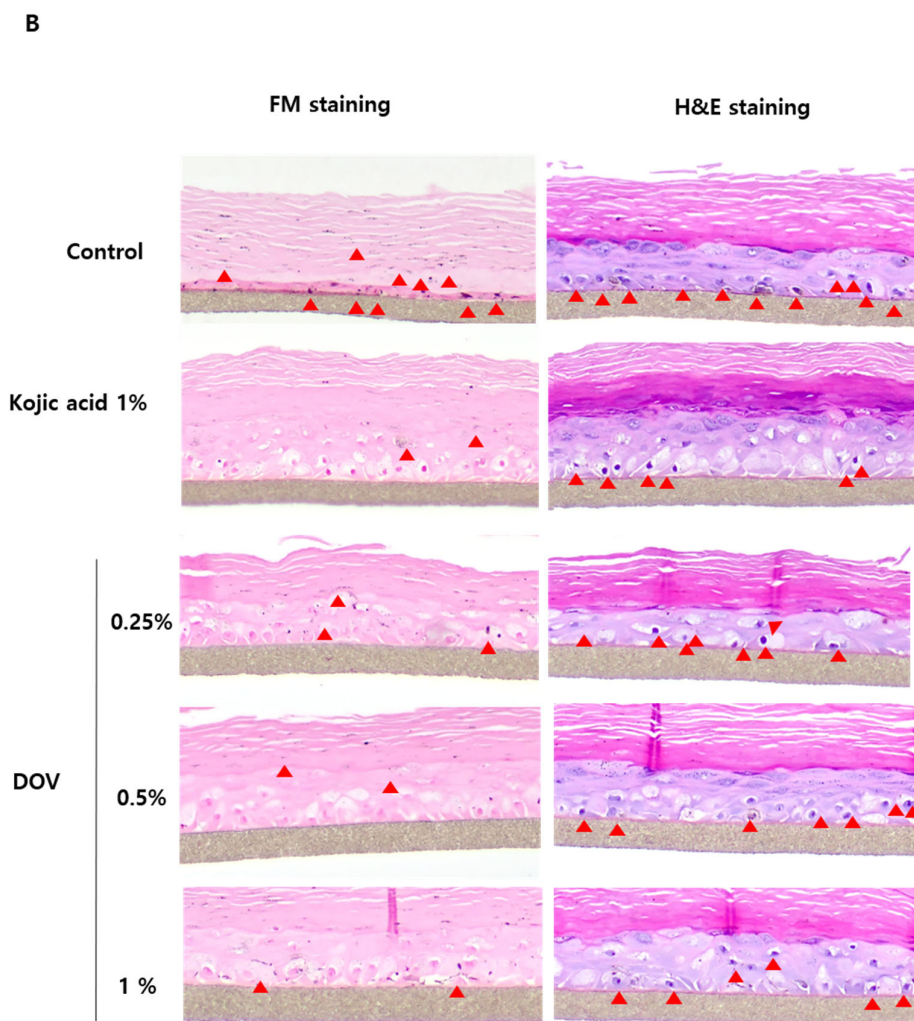 B
FM staining
H&E staining
Control
Kojic acid 1%
0.25%
DOV
0.5%
1 %